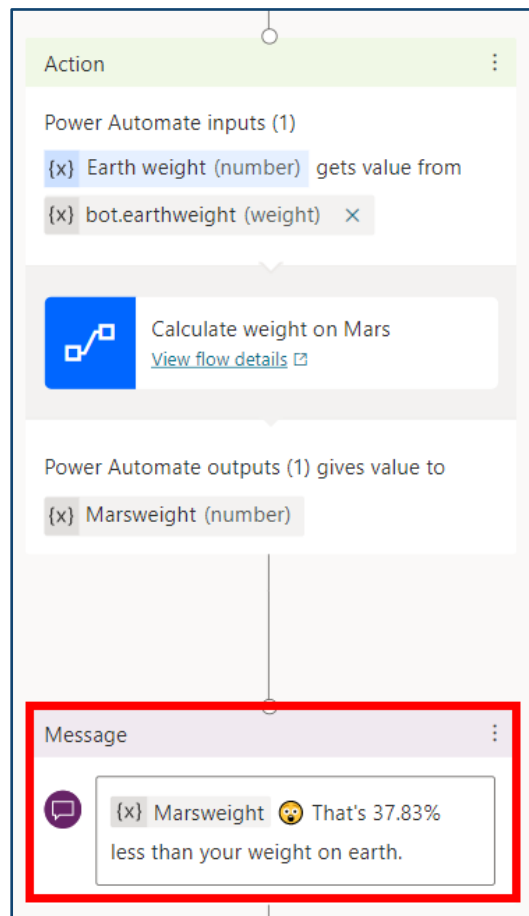 Action
Power Automate inputs (1)
{x} Earth weight (number) gets value from
{x} bot.earthweight (weight) ×
Calculate weight on Mars
View flow details
Power Automate outputs (1) gives value to
{x} Marsweight (number)
Message
{x} Marsweight 😲 That's 37.83%
less than your weight on earth.